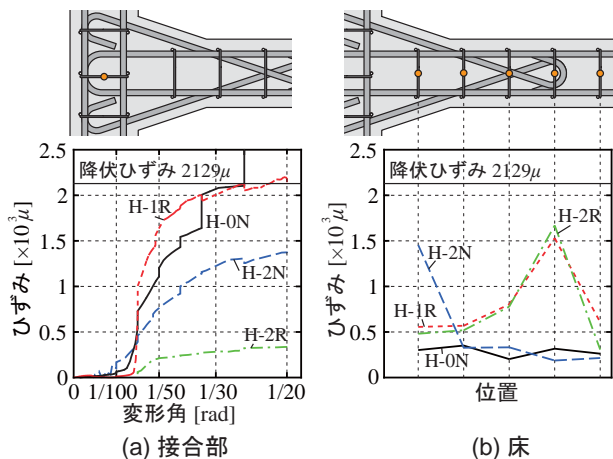 降伏ひずみ 2129μ
H-1R
H-0N
H-2N
H-2R
ひずみ [×10³μ]
2.5
2
1.5
1
0.5
0
0 1/100 1/50 1/30 1/20
変形角 [rad]
(a) 接合部
降伏ひずみ 2129μ
H-2R
H-2N
H-1R
H-0N
ひずみ [×10³μ]
2.5
2
1.5
1
0.5
0
位置
(b) 床